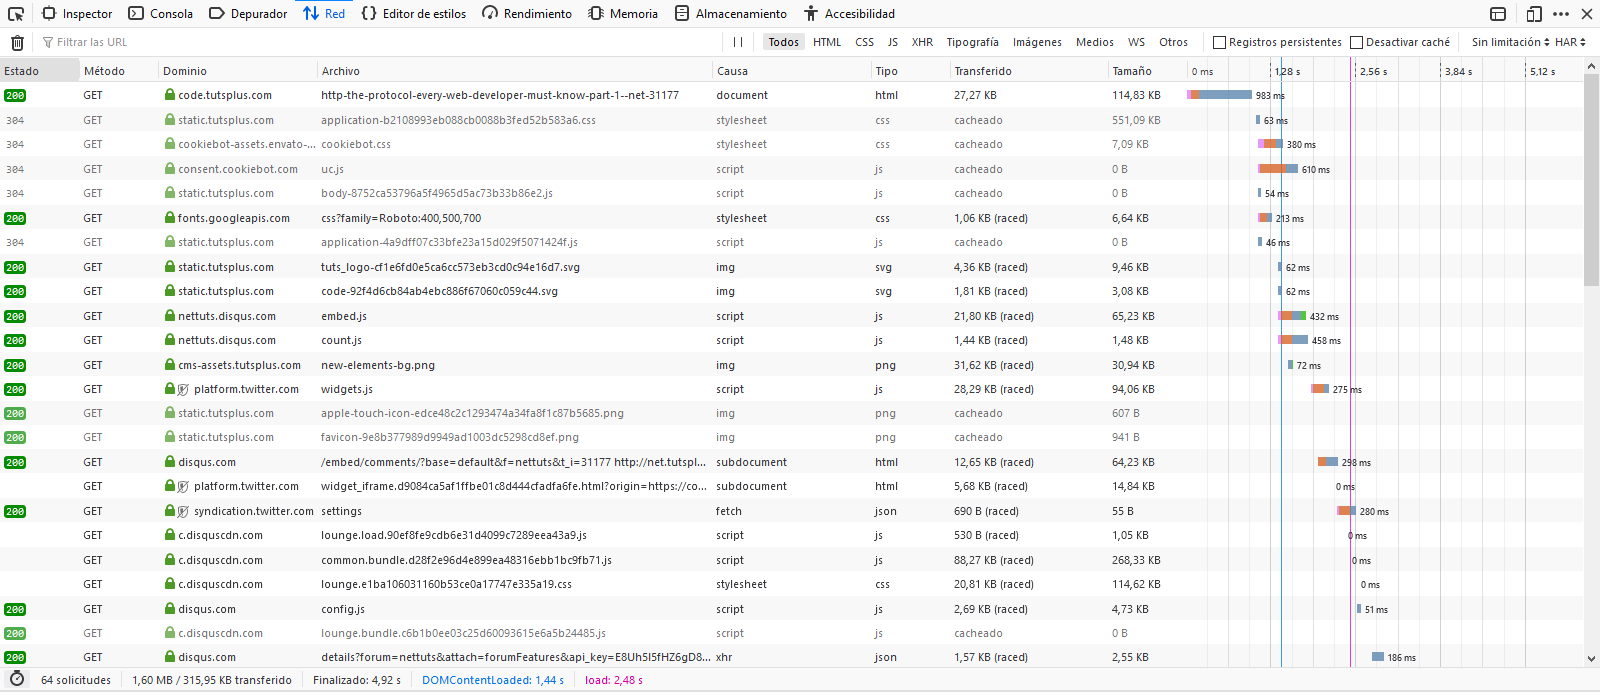 Inspector Consola Depurador Red Editor de estilos Rendimiento Memoria Almacenamiento Accesibilidad
Filtrar las URL Todos HTML CSS JS XHR Tipografía Imágenes Medios WS Otros Registros persistentes Desactivar caché Sin limitación HAR
Estado Método Dominio Archivo Causa Tipo Transferido Tamaño 0 ms 1,28 s 2,56 s 3,84 s 5,12 s
200 GET code.tutsplus.com http-the-protocol-every-web-developer-must-know-part-1--net-31177 document html 27,27 KB 114,83 KB 983 ms
304 GET static.tutsplus.com application-b2108993eb088cb0088b3fed52b583a6.css stylesheet css cacheado 551,09 KB 63 ms
304 GET cookiebot-assets.envato-... cookiebot.css stylesheet css cacheado 7,09 KB 380 ms
304 GET consent.cookiebot.com uc.js script js cacheado 0 B 610 ms
304 GET static.tutsplus.com body-8752ca53796a5f4965d5ac73b33b86e2.js script js cacheado 0 B 54 ms
200 GET fonts.googleapis.com css?family=Roboto:400,500,700 stylesheet css 1,06 KB (raced) 6,64 KB 213 ms
304 GET static.tutsplus.com application-4a9dff07c33bfe23a15d029f5071424f.js script js cacheado 0 B 46 ms
200 GET static.tutsplus.com tuts_logo-cf1e6fd0e5ca6cc573eb3cd0c94e16d7.svg img svg 4,36 KB (raced) 9,46 KB 62 ms
200 GET static.tutsplus.com code-92f4d6cb84ab4ebc886f67060c059c44.svg img svg 1,81 KB (raced) 3,08 KB 62 ms
200 GET nettuts.disqus.com embed.js script js 21,80 KB (raced) 65,23 KB 432 ms
200 GET nettuts.disqus.com count.js script js 1,44 KB (raced) 1,48 KB 458 ms
200 GET cms-assets.tutsplus.com new-elements-bg.png img png 31,62 KB (raced) 30,94 KB 72 ms
200 GET platform.twitter.com widgets.js script js 28,29 KB (raced) 94,06 KB 275 ms
200 GET static.tutsplus.com apple-touch-icon-edce48c2c1293474a34fa8f1c87b5685.png img png cacheado 607 B
200 GET static.tutsplus.com favicon-9e8b377989d9949ad1003dc5298cd8ef.png img png cacheado 941 B
200 GET disqus.com /embed/comments/?base=default&f=nettuts&t_i=31177 http://net.tutspl... subdocument html 12,65 KB (raced) 64,23 KB 298 ms
GET platform.twitter.com widget_iframe.d9084ca5af1ffbe01c8d444cfadfa6fe.html?origin=https://co... subdocument html 5,68 KB (raced) 14,84 KB 0 ms
200 GET syndication.twitter.com settings fetch json 690 B (raced) 55 B 280 ms
GET c.disquscdn.com lounge.load.90ef8fe9cdb6e31d4099c7289eea43a9.js script js 530 B (raced) 1,05 KB 0 ms
GET c.disquscdn.com common.bundle.d28f2e96d4e899ea48316ebb1bc9fb71.js script js 88,27 KB (raced) 268,33 KB 0 ms
GET c.disquscdn.com lounge.e1ba106031160b53ce0a17747e335a19.css stylesheet css 20,81 KB (raced) 114,62 KB 0 ms
200 GET disqus.com config.js script js 2,69 KB (raced) 4,73 KB 51 ms
200 GET c.disquscdn.com lounge.bundle.c6b1b0ee03c25d60093615e6a5b24485.js script js cacheado 0 B
200 GET disqus.com details?forum=nettuts&attach=forumFeatures&api_key=E8Uh5l5fHZ6gD8... xhr json 1,57 KB (raced) 2,55 KB 186 ms
64 solicitudes 1,60 MB / 315,95 KB transferido Finalizado: 4,92 s DOMContentLoaded: 1,44 s load: 2,48 s